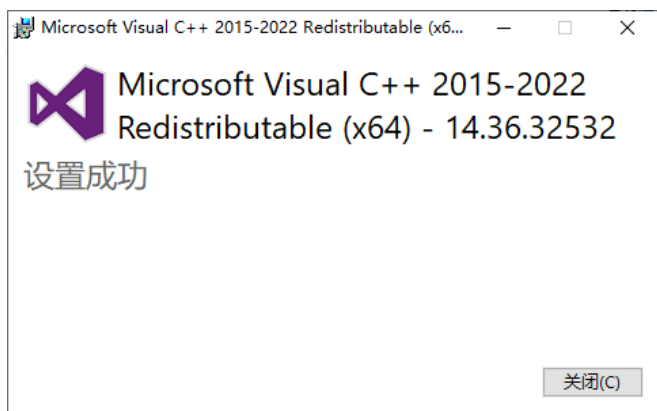 Microsoft Visual C++ 2015-2022 Redistributable (x6...
Microsoft Visual C++ 2015-2022
Redistributable (x64) - 14.36.32532
设置成功
关闭(C)